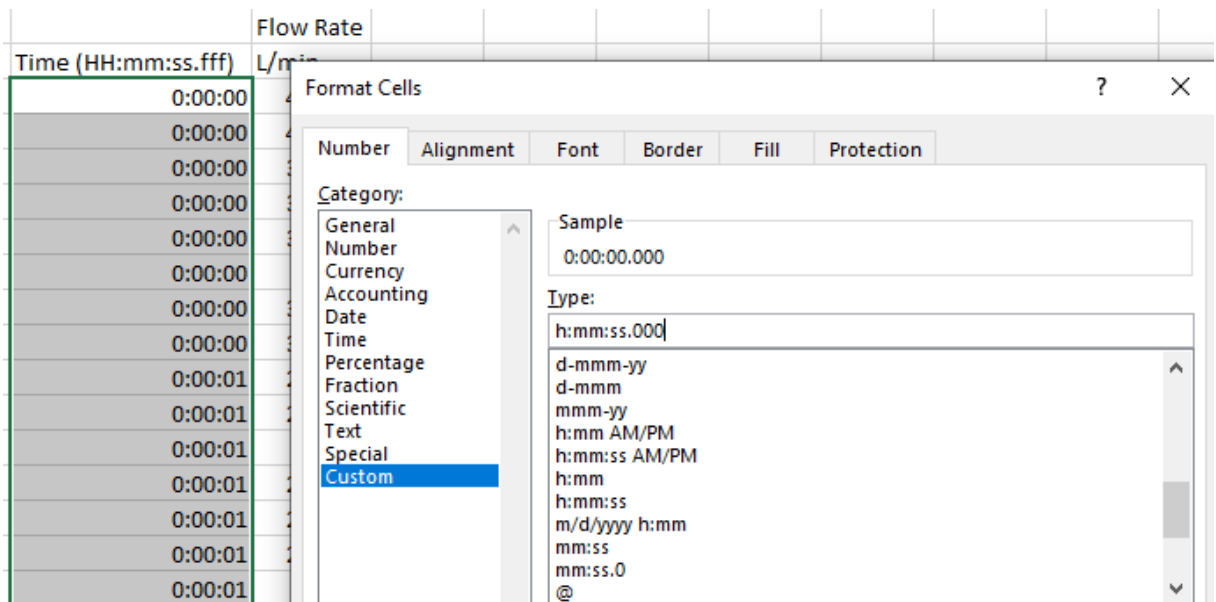 Flow Rate
Time (HH:mm:ss.fff) L/min
0:00:00
0:00:00
0:00:00
0:00:00
0:00:00
0:00:00
0:00:00
0:00:00
0:00:01
0:00:01
0:00:01
0:00:01
0:00:01
0:00:01
0:00:01
Format Cells
? ×
Number Alignment Font Border Fill Protection
Category:
General
Number
Currency
Accounting
Date
Time
Percentage
Fraction
Scientific
Text
Special
Custom
Sample
0:00:00.000
Type:
h:mm:ss.000
d-mmm-yy
d-mmm
mmm-yy
h:mm AM/PM
h:mm:ss AM/PM
h:mm
h:mm:ss
m/d/yyyy h:mm
mm:ss
mm:ss.0
@